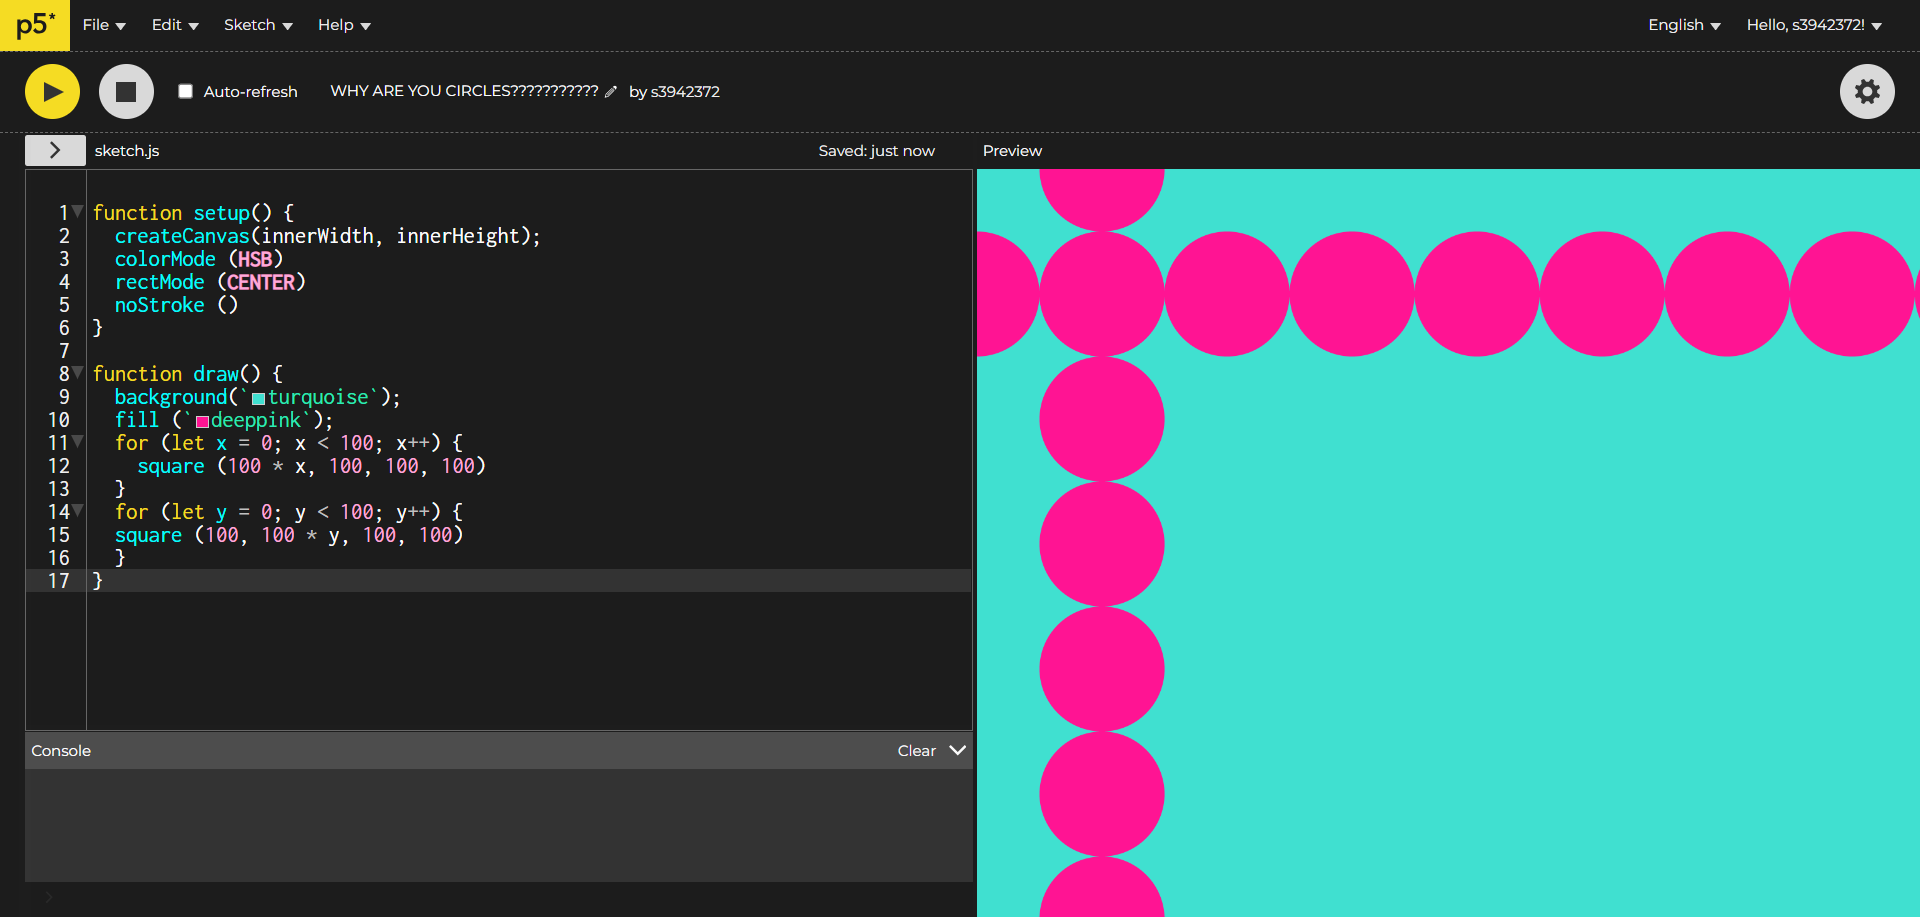 p5* File Edit Sketch Help English Hello, s3942372!
Auto-refresh WHY ARE YOU CIRCLES??????????? by s3942372
sketch.js Saved: just now Preview
1 function setup() {
2 createCanvas(innerWidth, innerHeight);
3 colorMode (HSB)
4 rectMode (CENTER)
5 noStroke ()
6 }
7
8 function draw() {
9 background(`turquoise`);
10 fill (`deeppink`);
11 for (let x = 0; x < 100; x++) {
12 square (100 * x, 100, 100, 100)
13 }
14 for (let y = 0; y < 100; y++) {
15 square (100, 100 * y, 100, 100)
16 }
17 }
Console Clear